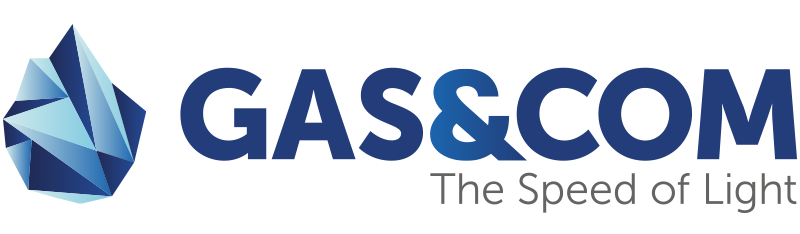 GAS&COM
The Speed of Light